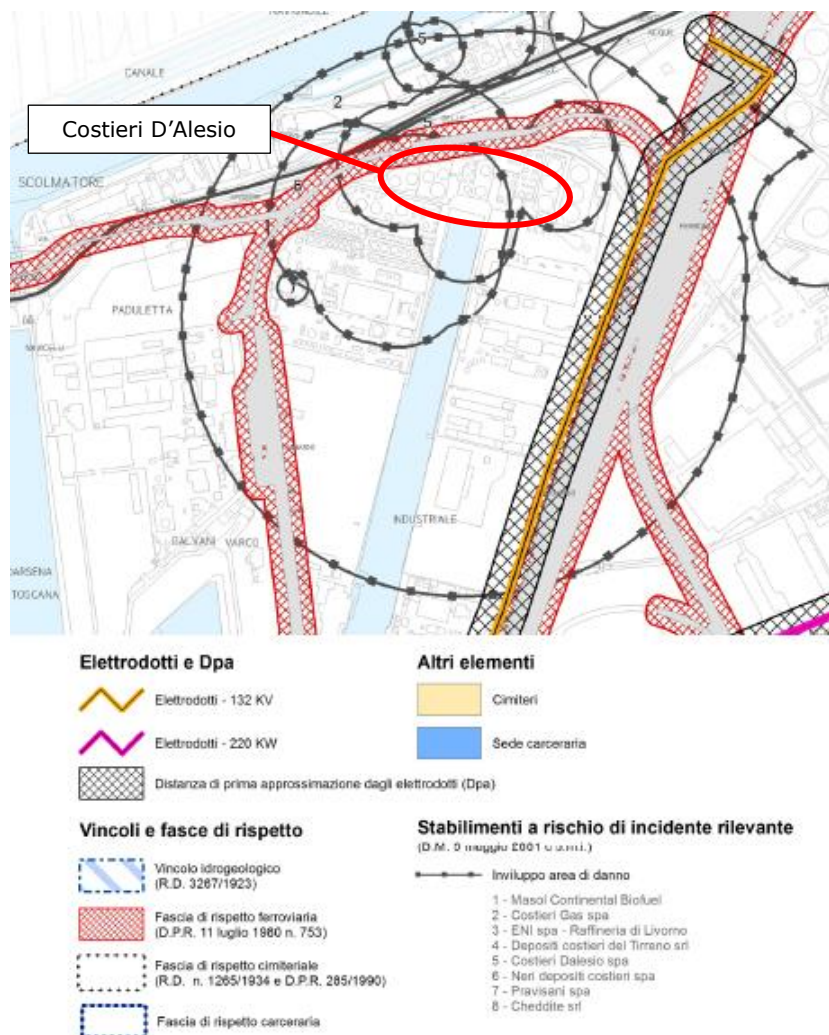 5
CANALE
2
Costieri D'Alesio
5
SCOLMATORE
6
PADULETTA
INDUSTRIALE
GALVANI VARCO
DARSENA
TOSCANA
Elettrodotti e Dpa
Elettrodotti - 132 KV
Elettrodotti - 220 KW
Distanza di prima approssimazione dagli elettrodotti (Dpa)
Altri elementi
Cimiteri
Sede carceraria
Vincoli e fasce di rispetto
Vincolo idrogeologico
(R.D. 3267/1923)
Fascia di rispetto ferroviaria
(D.P.R. 11 luglio 1980 n. 753)
Fascia di rispetto cimiteriale
(R.D. n. 1265/1934 e D.P.R. 285/1990)
Fascia di rispetto carceraria
Stabilimenti a rischio di incidente rilevante
(D.M. 9 maggio 2001 e s.m.i.)
Inviluppo area di danno
1 - Masol Continental Biofuel
2 - Costieri Gas spa
3 - ENI spa - Raffineria di Livorno
4 - Depositi costieri del Tirreno srl
5 - Costieri Dalesio spa
6 - Neri depositi costieri spa
7 - Pravisani spa
8 - Cheddite srl